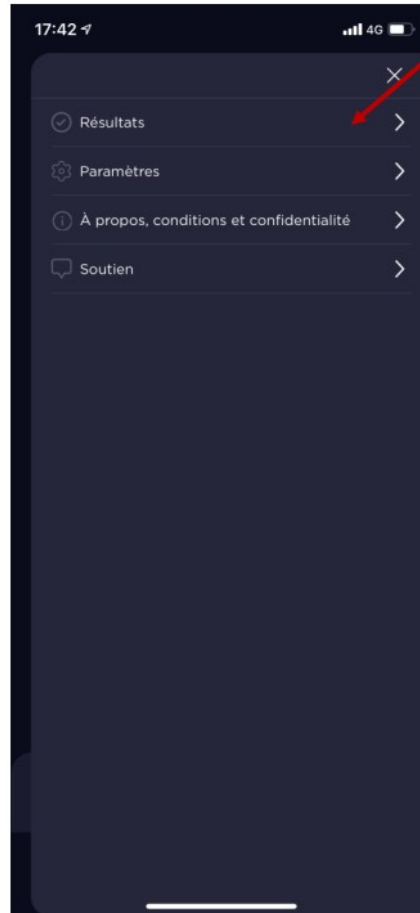 17:42 4G
Résultats
Paramètres
À propos, conditions et confidentialité
Soutien